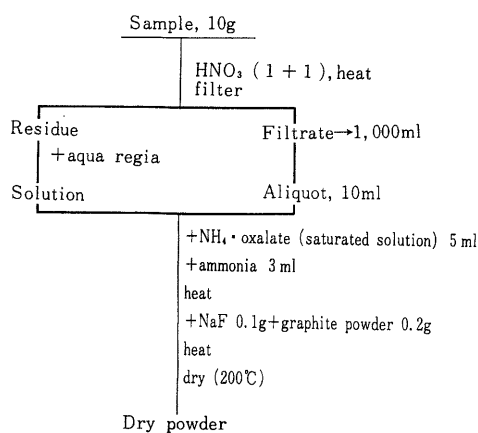 Sample, 10g
HNO₃ (1+1), heat
filter
Residue
Filtrate→1,000ml
+aqua regia
Solution
Aliquot, 10ml
+NH₄・oxalate (saturated solution) 5 ml
+ammonia 3 ml
heat
+NaF 0.1g+graphite powder 0.2g
heat
dry (200℃)
Dry powder